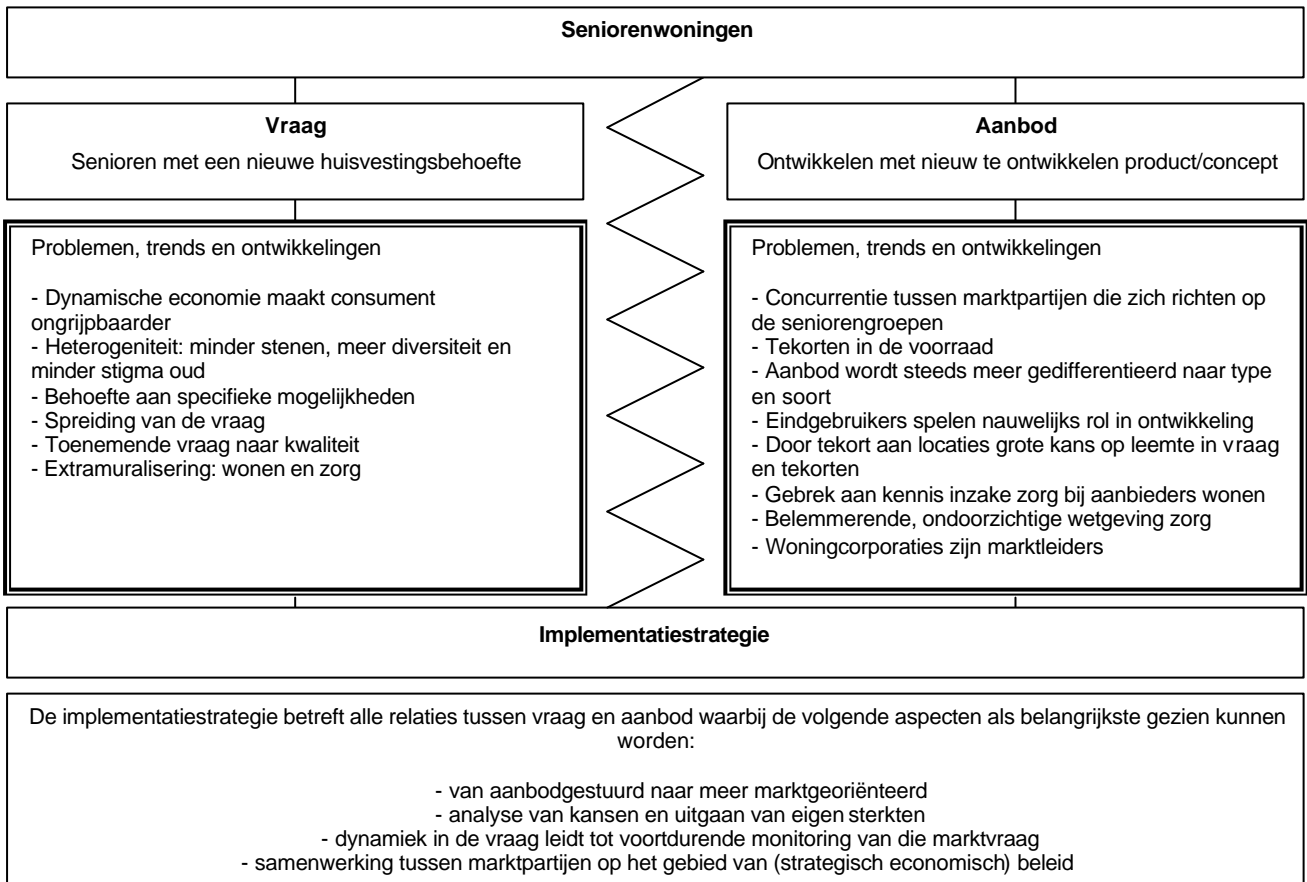 Seniorenwoningen
Vraag
Senioren met een nieuwe huisvestingsbehoefte
Aanbod
Ontwikkelen met nieuw te ontwikkelen product/concept
Problemen, trends en ontwikkelingen
- Dynamische economie maakt consument
ongrijpbaarder
- Heterogeniteit: minder stenen, meer diversiteit en
minder stigma oud
- Behoefte aan specifieke mogelijkheden
- Spreiding van de vraag
- Toenemende vraag naar kwaliteit
- Extramuralisering: wonen en zorg
Problemen, trends en ontwikkelingen
- Concurrentie tussen marktpartijen die zich richten op
de seniorengroepen
- Tekorten in de voorraad
- Aanbod wordt steeds meer gedifferentieerd naar type
en soort
- Eindgebruikers spelen nauwelijks rol in ontwikkeling
- Door tekort aan locaties grote kans op leemte in vraag
en tekorten
- Gebrek aan kennis inzake zorg bij aanbieders wonen
- Belemmerende, ondoorzichtige wetgeving zorg
- Woningcorporaties zijn marktleiders
Implementatiestrategie
De implementatiestrategie betreft alle relaties tussen vraag en aanbod waarbij de volgende aspecten als belangrijkste gezien kunnen
worden:
- van aanbodgestuurd naar meer marktgeoriënteerd
- analyse van kansen en uitgaan van eigen sterkten
- dynamiek in de vraag leidt tot voortdurende monitoring van die marktvraag
- samenwerking tussen marktpartijen op het gebied van (strategisch economisch) beleid